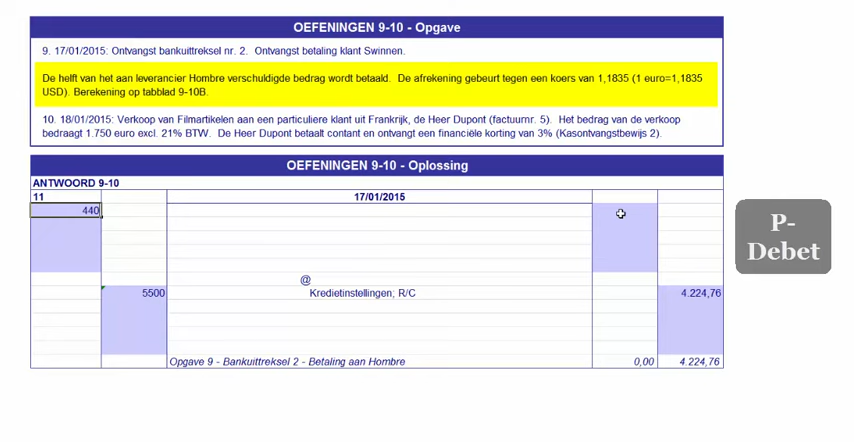 OEFENINGEN 9-10 - Opgave
9. 17/01/2015: Ontvangst bankuittreksel nr. 2. Ontvangst betaling klant Swinnen.
De helft van het aan leverancier Hombre verschuldigde bedrag wordt betaald. De afrekening gebeurt tegen een koers van 1,1835 (1 euro=1,1835
USD). Berekening op tabblad 9-10B.
10. 18/01/2015: Verkoop van Filmartikelen aan een particuliere klant uit Frankrijk, de Heer Dupont (factuurnr. 5). Het bedrag van de verkoop
bedraagt 1.750 euro excl. 21% BTW. De Heer Dupont betaalt contant en ontvangt een financiële korting van 3% (Kasontvangstbewijs 2).
OEFENINGEN 9-10 - Oplossing
ANTWOORD 9-10
11 17/01/2015
440
@
5500 Kredietinstellingen; R/C 4.224,76
Opgave 9 - Bankuittreksel 2 - Betaling aan Hombre 0,00 4.224,76
P-
Debet